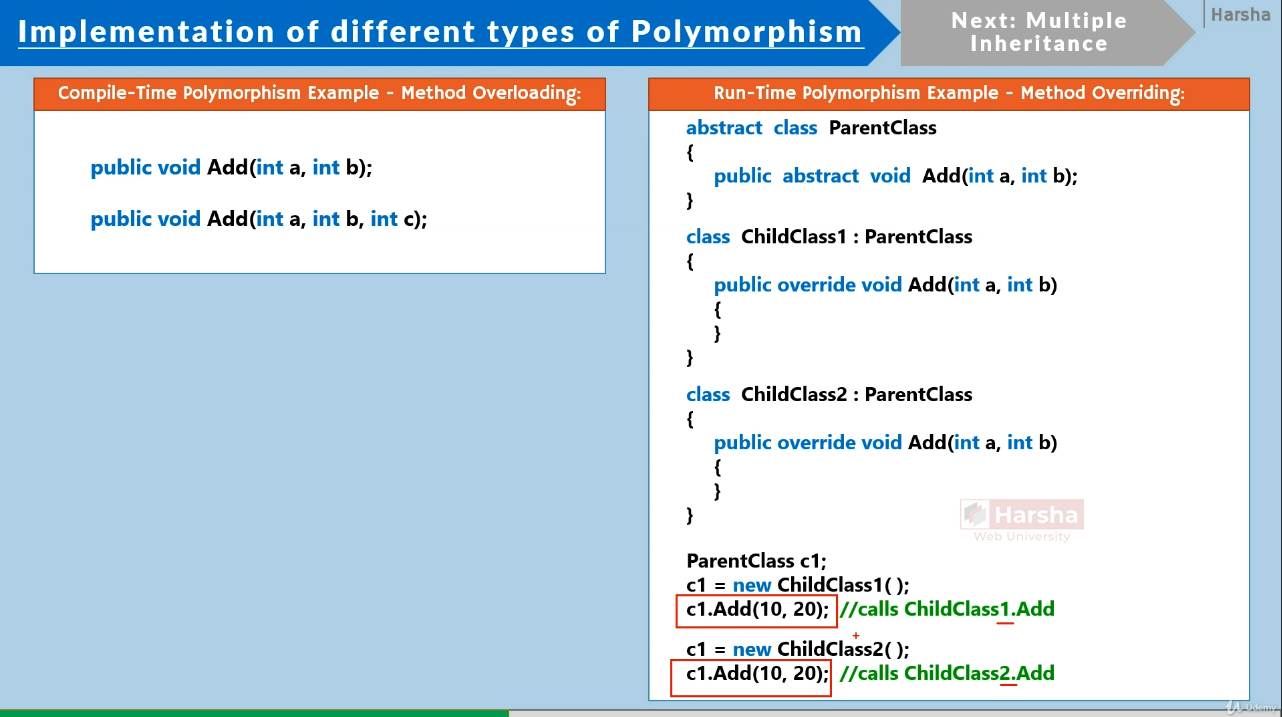 Implementation of different types of Polymorphism
Next: Multiple
Inheritance
Harsha
Compile-Time Polymorphism Example - Method Overloading:
public void Add(int a, int b);
public void Add(int a, int b, int c);
Run-Time Polymorphism Example - Method Overriding:
abstract class ParentClass
{
public abstract void Add(int a, int b);
}
class ChildClass1 : ParentClass
{
public override void Add(int a, int b)
{
}
}
class ChildClass2 : ParentClass
{
public override void Add(int a, int b)
{
}
}
Harsha
Web University
ParentClass c1;
c1 = new ChildClass1( );
c1.Add(10, 20); //calls ChildClass1.Add
c1 = new ChildClass2( );
c1.Add(10, 20); //calls ChildClass2.Add
Udemy